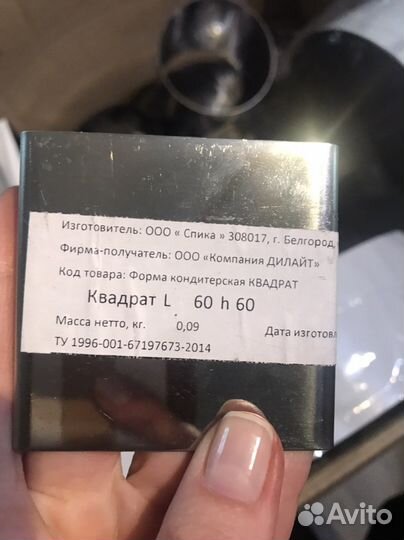 Изготовитель: ООО « Спика » 308017, г. Белгород,
Фирма-получатель: ООО «Компания ДИЛАЙТ»
Код товара: Форма кондитерская КВАДРАТ
Квадрат L 60 h 60
Масса нетто, кг. 0,09 Дата изготовл
ТУ 1996-001-67197673-2014
Avito